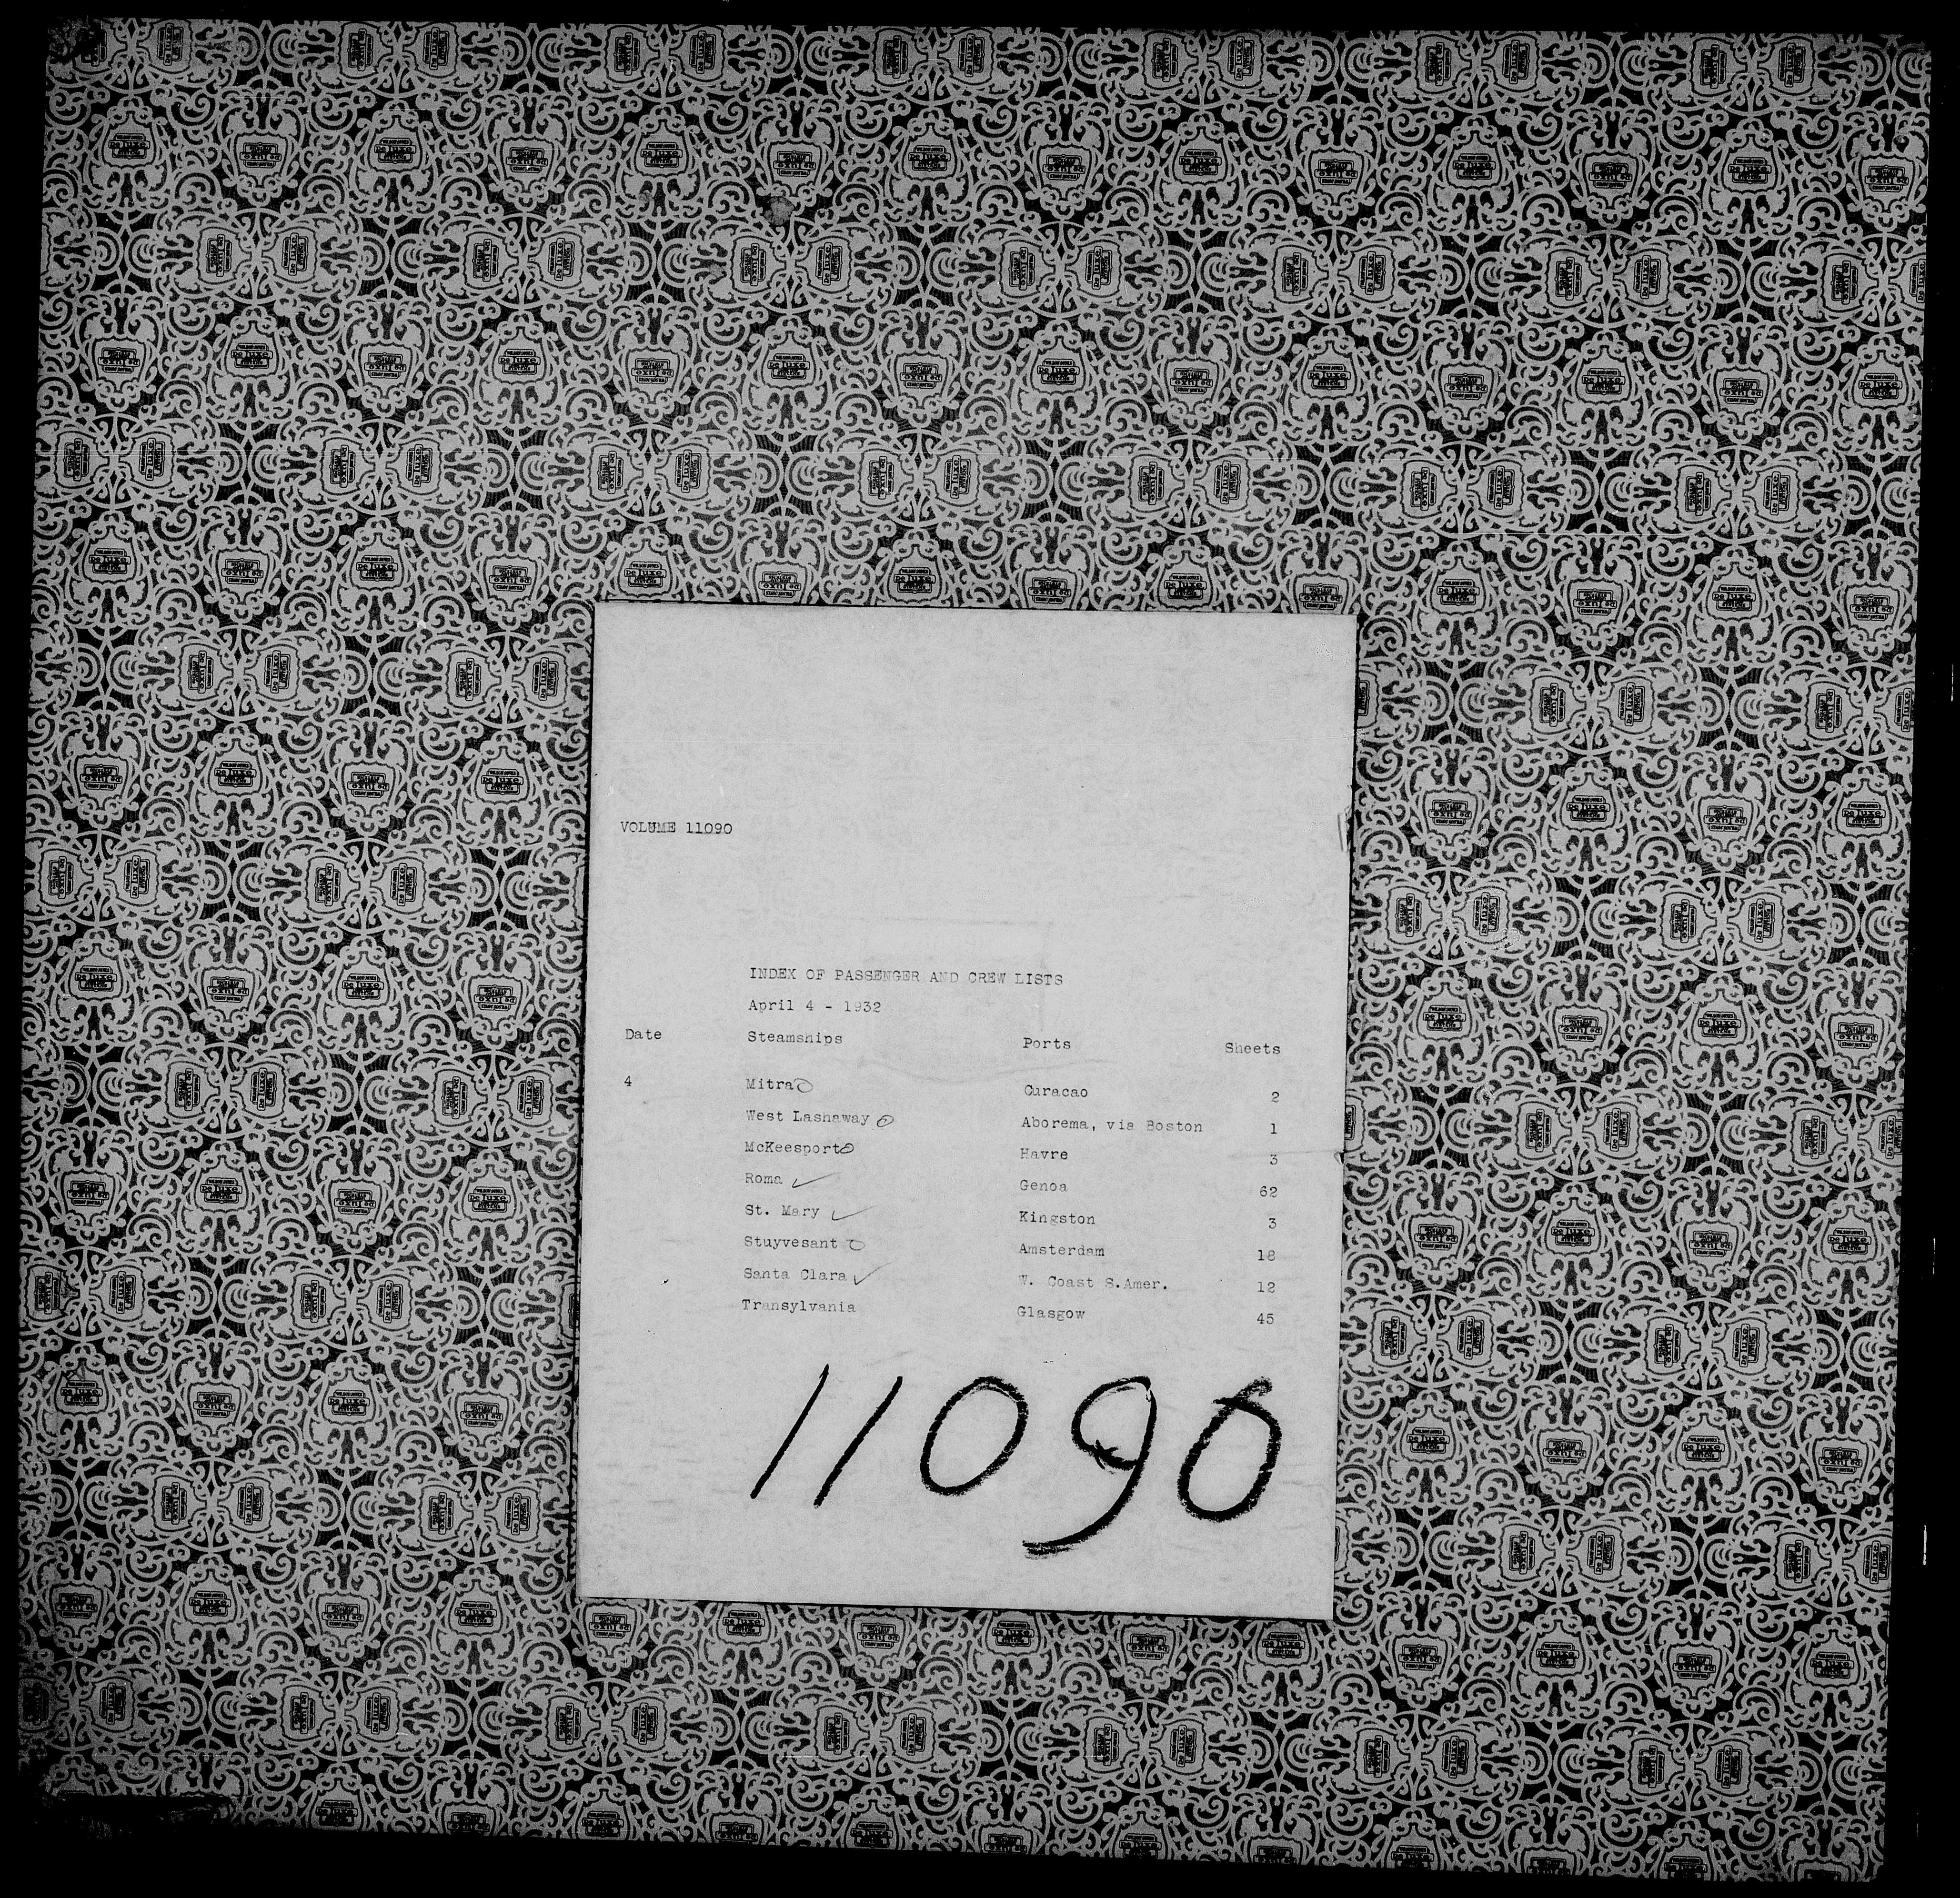 VOLUME 11090
INDEX OF PASSENGER AND CREW LISTS
April 4 - 1932
Date Steamships Ports Sheets
4 Mitra Curacao 2
West Lashaway Aborema, via Boston 1
McKeesport Havre 3
Roma Genoa 62
St. Mary Kingston 3
Stuyvesant Amsterdam 18
Santa Clara W. Coast S.Amer. 12
Transylvania Glasgow 45
11090